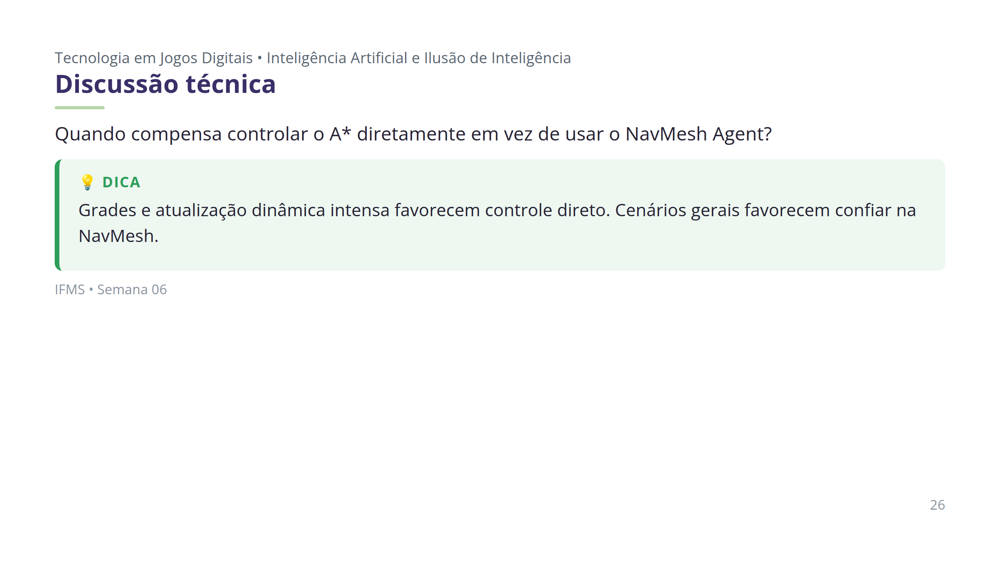 Tecnologia em Jogos Digitais • Inteligência Artificial e Ilusão de Inteligência
Discussão técnica
Quando compensa controlar o A* diretamente em vez de usar o NavMesh Agent?
💡 DICA
Grades e atualização dinâmica intensa favorecem controle direto. Cenários gerais favorecem confiar na
NavMesh.
IFMS • Semana 06
26